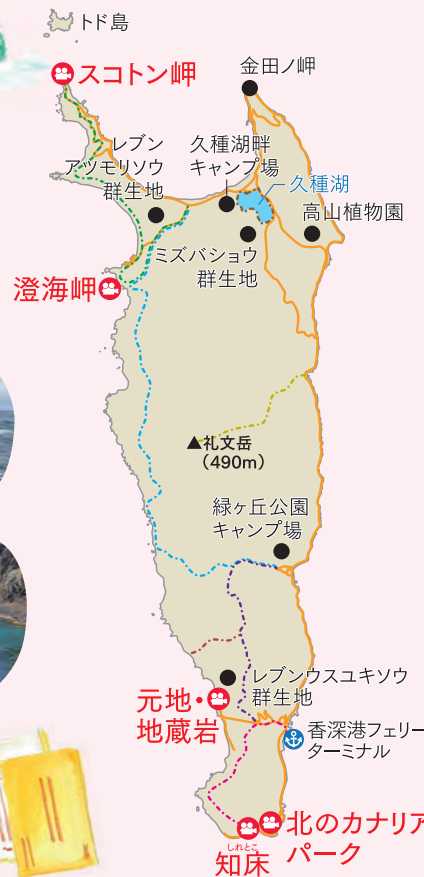 トド島
スコトン岬
金田ノ岬
レブン
アツモリソウ
群生地
久種湖畔
キャンプ場
久種湖
高山植物園
ミズバショウ
群生地
澄海岬
▲礼文岳
（490m）
緑ヶ丘公園
キャンプ場
レブンウスユキソウ
群生地
元地・
地蔵岩
香深港フェリー
ターミナル
北のカナリア
パーク
しれとこ
知床